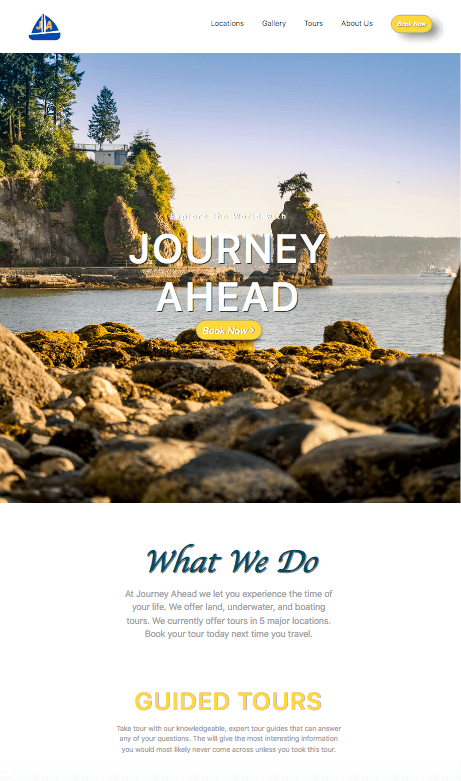 J A
Locations Gallery Tours About Us Book Now
Explore the World with
JOURNEY
AHEAD
Book Now >
What We Do
At Journey Ahead we let you experience the time of
your life. We offer land, underwater, and boating
tours. We currently offer tours in 5 major locations.
Book your tour today next time you travel.
GUIDED TOURS
Take tour with our knowledgeable, expert tour guides that can answer
any of your questions. The will give the most interesting information
you would most likely never come across unless you took this tour.